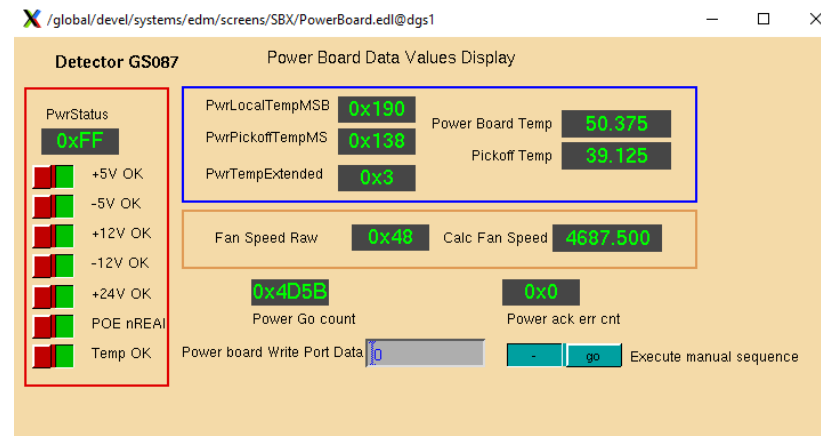 /global/devel/systems/edm/screens/SBX/PowerBoard.edl@dgs1
Detector GS087
Power Board Data Values Display
PwrStatus
0xFF
+5V OK
-5V OK
+12V OK
-12V OK
+24V OK
POE nREAI
Temp OK
PwrLocalTempMSB 0x190
PwrPickoffTempMS 0x138
PwrTempExtended 0x3
Power Board Temp 50.375
Pickoff Temp 39.125
Fan Speed Raw 0x48 Calc Fan Speed 4687.500
0x4D5B
Power Go count
0x0
Power ack err cnt
Power board Write Port Data 0
- go Execute manual sequence